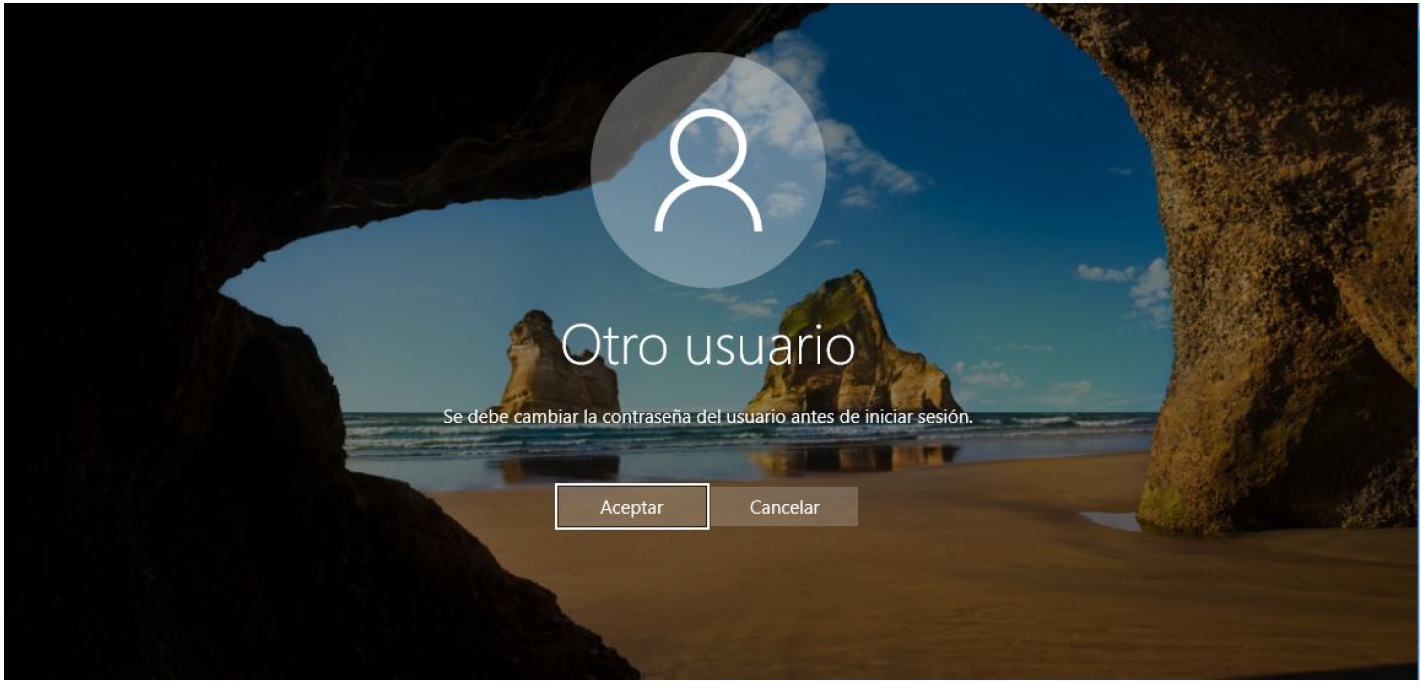 Otro usuario
Se debe cambiar la contraseña del usuario antes de iniciar sesión.
Aceptar Cancelar